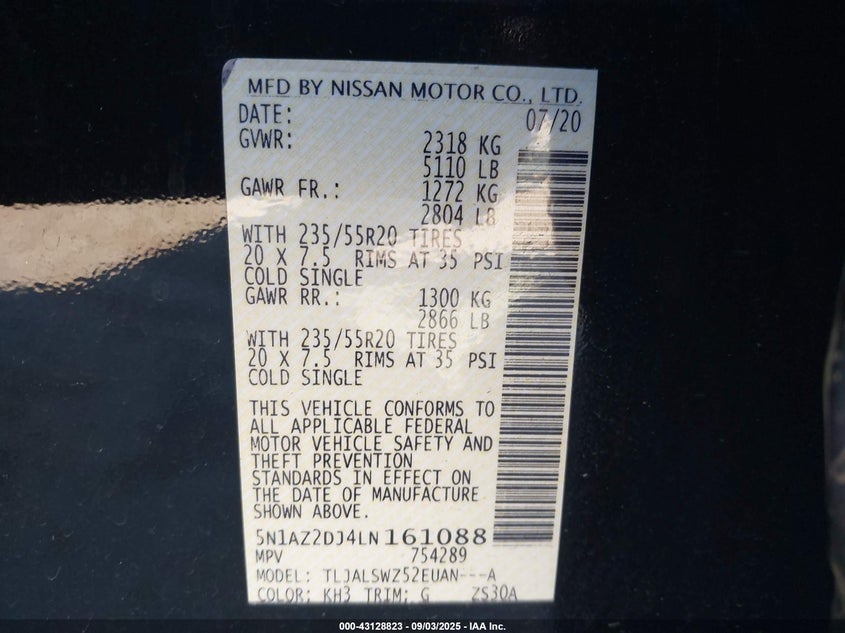 MFD BY NISSAN MOTOR CO., LTD.
DATE: 07/20
GVWR: 2318 KG
5110 LB
GAWR FR.: 1272 KG
2804 LB
WITH 235/55R20 TIRES
20 X 7.5 RIMS AT 35 PSI
COLD SINGLE
GAWR RR.: 1300 KG
2866 LB
WITH 235/55R20 TIRES
20 X 7.5 RIMS AT 35 PSI
COLD SINGLE
THIS VEHICLE CONFORMS TO
ALL APPLICABLE FEDERAL
MOTOR VEHICLE SAFETY AND
THEFT PREVENTION
STANDARDS IN EFFECT ON
THE DATE OF MANUFACTURE
SHOWN ABOVE.
5N1AZ2DJ4LN161088
MPV 754289
MODEL: TLJALSWZ52EUAN---A
COLOR: KH3 TRIM: G ZS30A
000-43128823 - 09/03/2025 - IAA Inc.